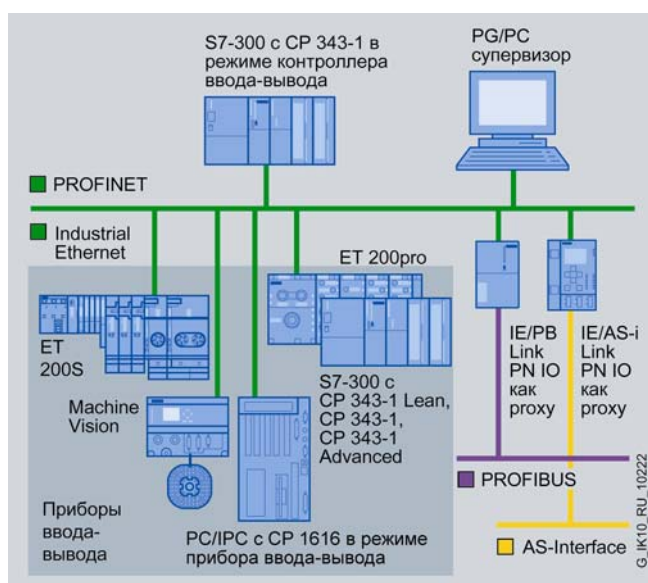 S7-300 с CP 343-1 в
режиме контроллера
ввода-вывода
PG/PC
супервизор
PROFINET
Industrial
Ethernet
ET 200pro
ET
200S
IE/PB
Link
PN IO
как
proxy
IE/AS-i
Link
PN IO
как
proxy
S7-300 с
CP 343-1 Lean,
CP 343-1,
CP 343-1
Advanced
Machine
Vision
PROFIBUS
Приборы
ввода-
вывода
PC/IPC с CP 1616 в режиме
прибора ввода-вывода
AS-Interface
G_IK10_RU_10222